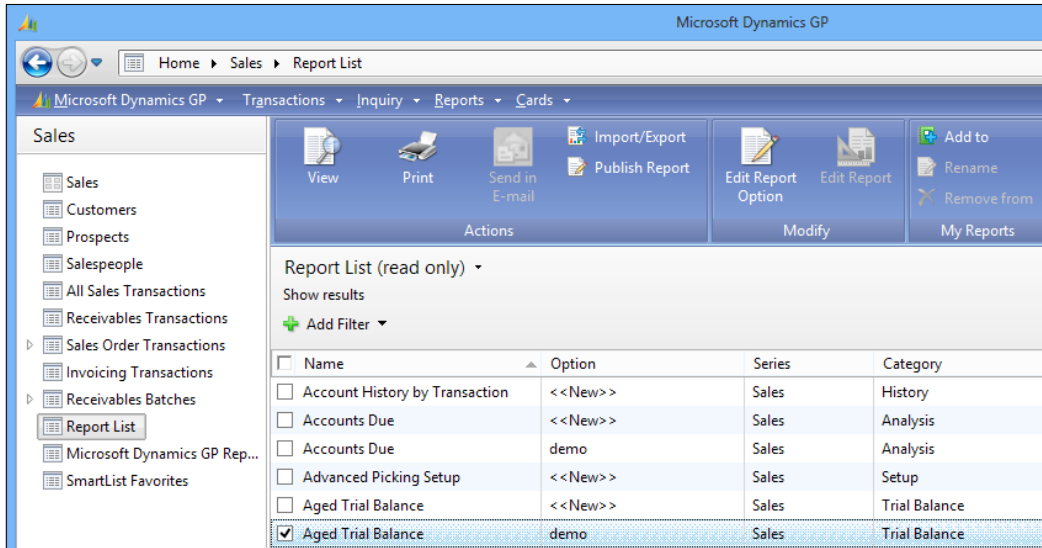 Microsoft Dynamics GP
Home Sales Report List
Microsoft Dynamics GP Transactions Inquiry Reports Cards
Sales
Sales
Customers
Prospects
Salespeople
All Sales Transactions
Receivables Transactions
Sales Order Transactions
Invoicing Transactions
Receivables Batches
Report List
Microsoft Dynamics GP Rep...
SmartList Favorites
View
Print
Send in
E-mail
Import/Export
Publish Report
Actions
Edit Report
Option
Edit Report
Modify
Add to
Rename
Remove from
My Reports
Report List (read only)
Show results
Add Filter
Name Option Series Category
Account History by Transaction <<New>> Sales History
Accounts Due <<New>> Sales Analysis
Accounts Due demo Sales Analysis
Advanced Picking Setup <<New>> Sales Setup
Aged Trial Balance <<New>> Sales Trial Balance
Aged Trial Balance demo Sales Trial Balance